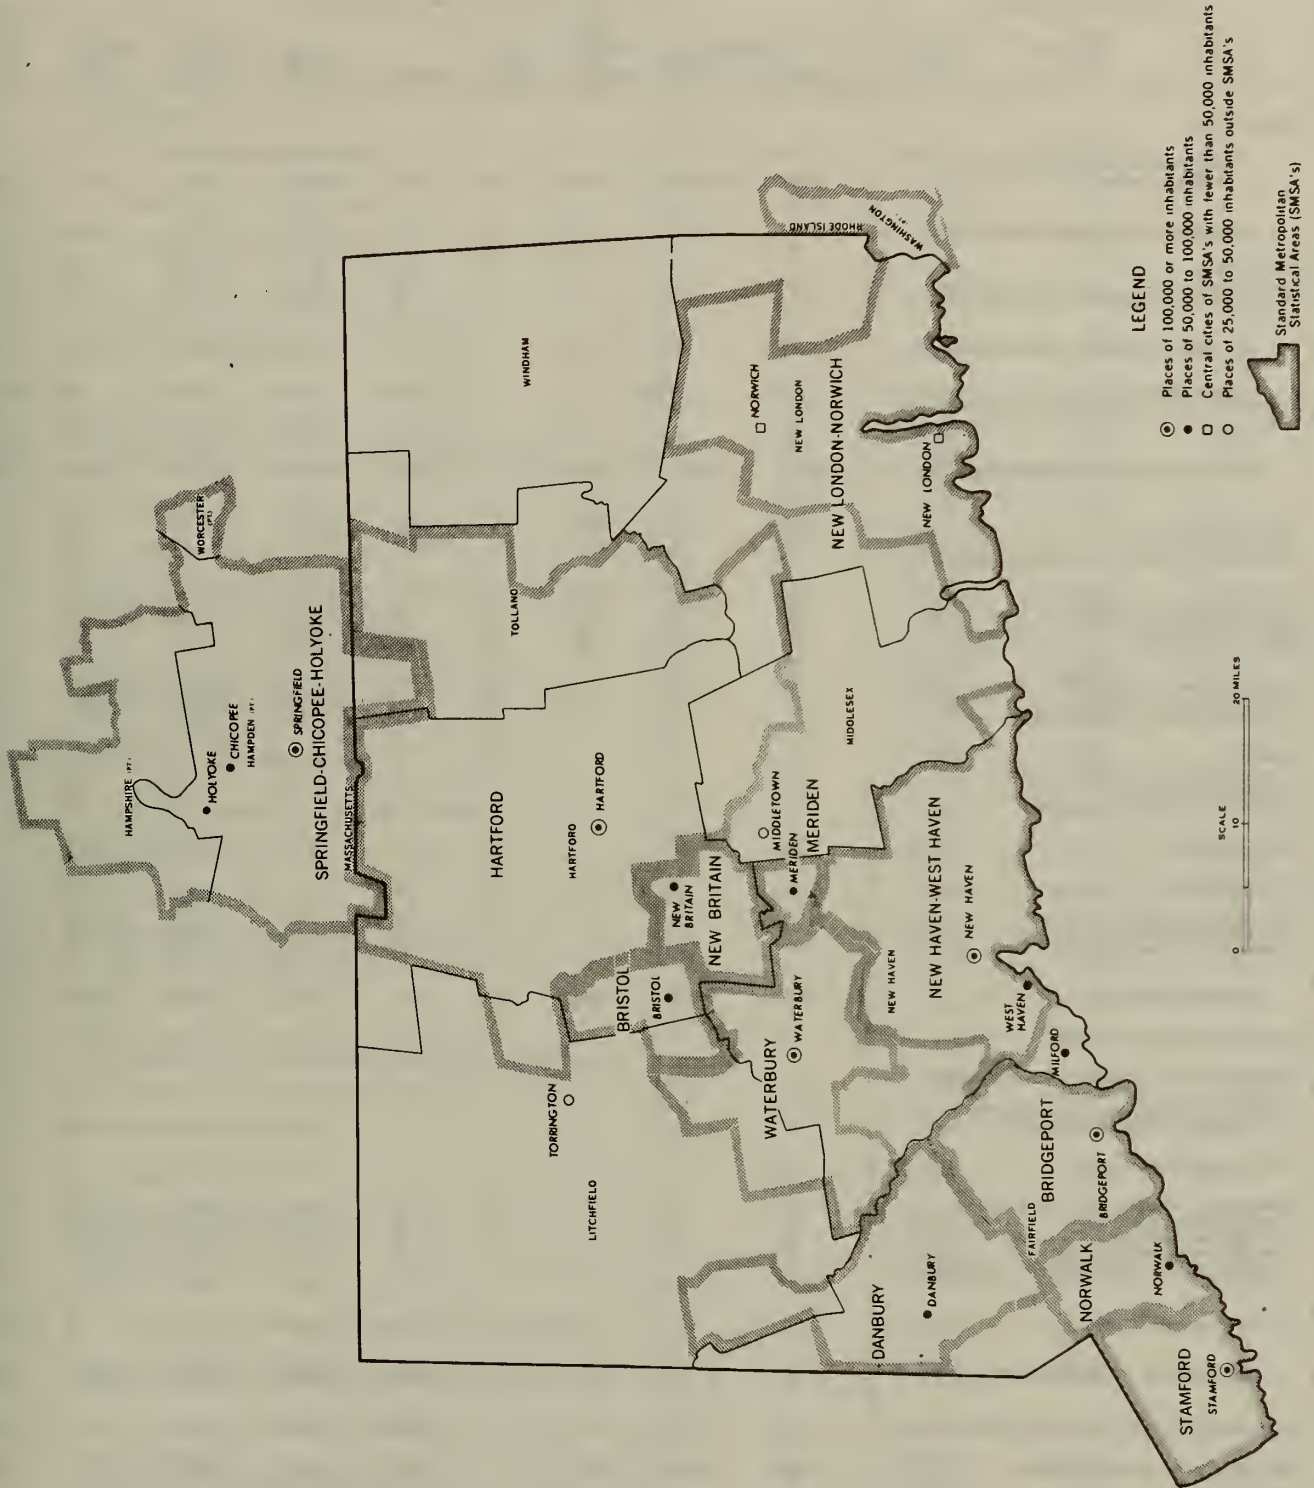 HAMPSHIRE (PT.)
HOLYOKE
CHICOPEE
HAMPDEN (PT.)
SPRINGFIELD
SPRINGFIELD-CHICOPEE-HOLYOKE
WORCESTER
(PT.)
MASSACHUSETTS
HARTFORD
HARTFORO
HARTFORD
TOLLANO
WINDHAM
TORRINGTON
LITCHFIELD
BRISTOL
BRISTOL
NEW
BRITAIN
NEW BRITAIN
WATERBURY
WATERBURY
MIDDLETOWN
MERIDEN
MERIDEN
MIDOLESEX
NORWICH
NEW LONDON
NEW LONDON-NORWICH
NEW LONDON
RHODE ISLAND
WASHINGTON
(PT.)
NEW HAVEN
NEW HAVEN-WEST HAVEN
NEW HAVEN
WEST
HAVEN
MILFORD
DANBURY
DANBURY
FAIRFIELD
BRIDGEPORT
BRIDGEPORT
NORWALK
NORWALK
STAMFORD
STAMFORD
SCALE
0 10 20 MILES
LEGEND
Places of 100,000 or more inhabitants
Places of 50,000 to 100,000 inhabitants
Central cities of SMSA's with fewer than 50,000 inhabitants
Places of 25,000 to 50,000 inhabitants outside SMSA's
Standard Metropolitan
Statistical Areas (SMSA's)